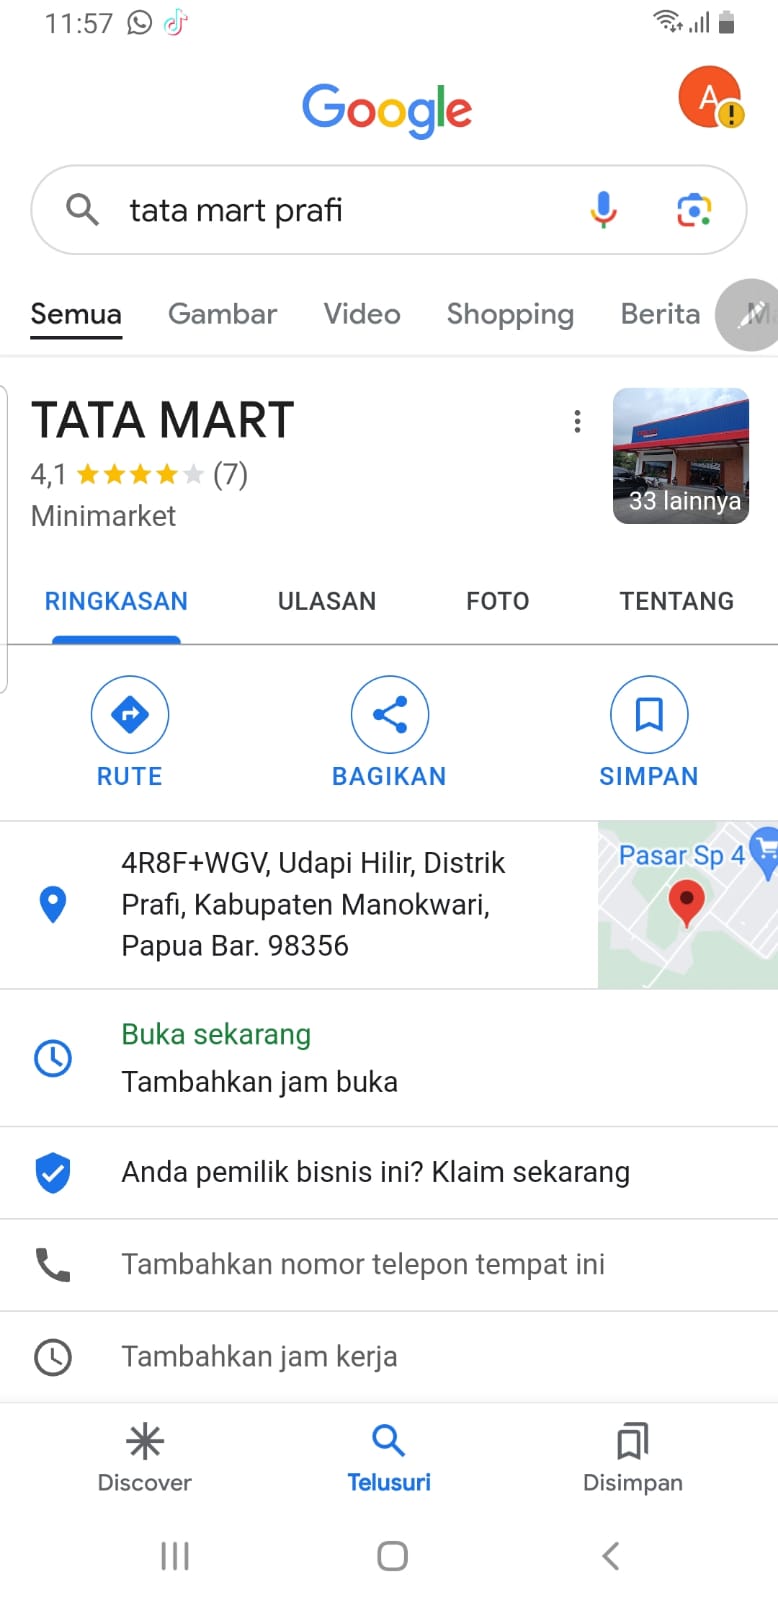 11:57
Google
A
tata mart prafi
Semua Gambar Video Shopping Berita
TATA MART
4,1 (7)
Minimarket
33 lainnya
RINGKASAN ULASAN FOTO TENTANG
RUTE BAGIKAN SIMPAN
4R8F+WGV, Udapi Hilir, Distrik
Prafi, Kabupaten Manokwari,
Papua Bar. 98356
Pasar Sp 4
Buka sekarang
Tambahkan jam buka
Anda pemilik bisnis ini? Klaim sekarang
Tambahkan nomor telepon tempat ini
Tambahkan jam kerja
Discover Telusuri Disimpan